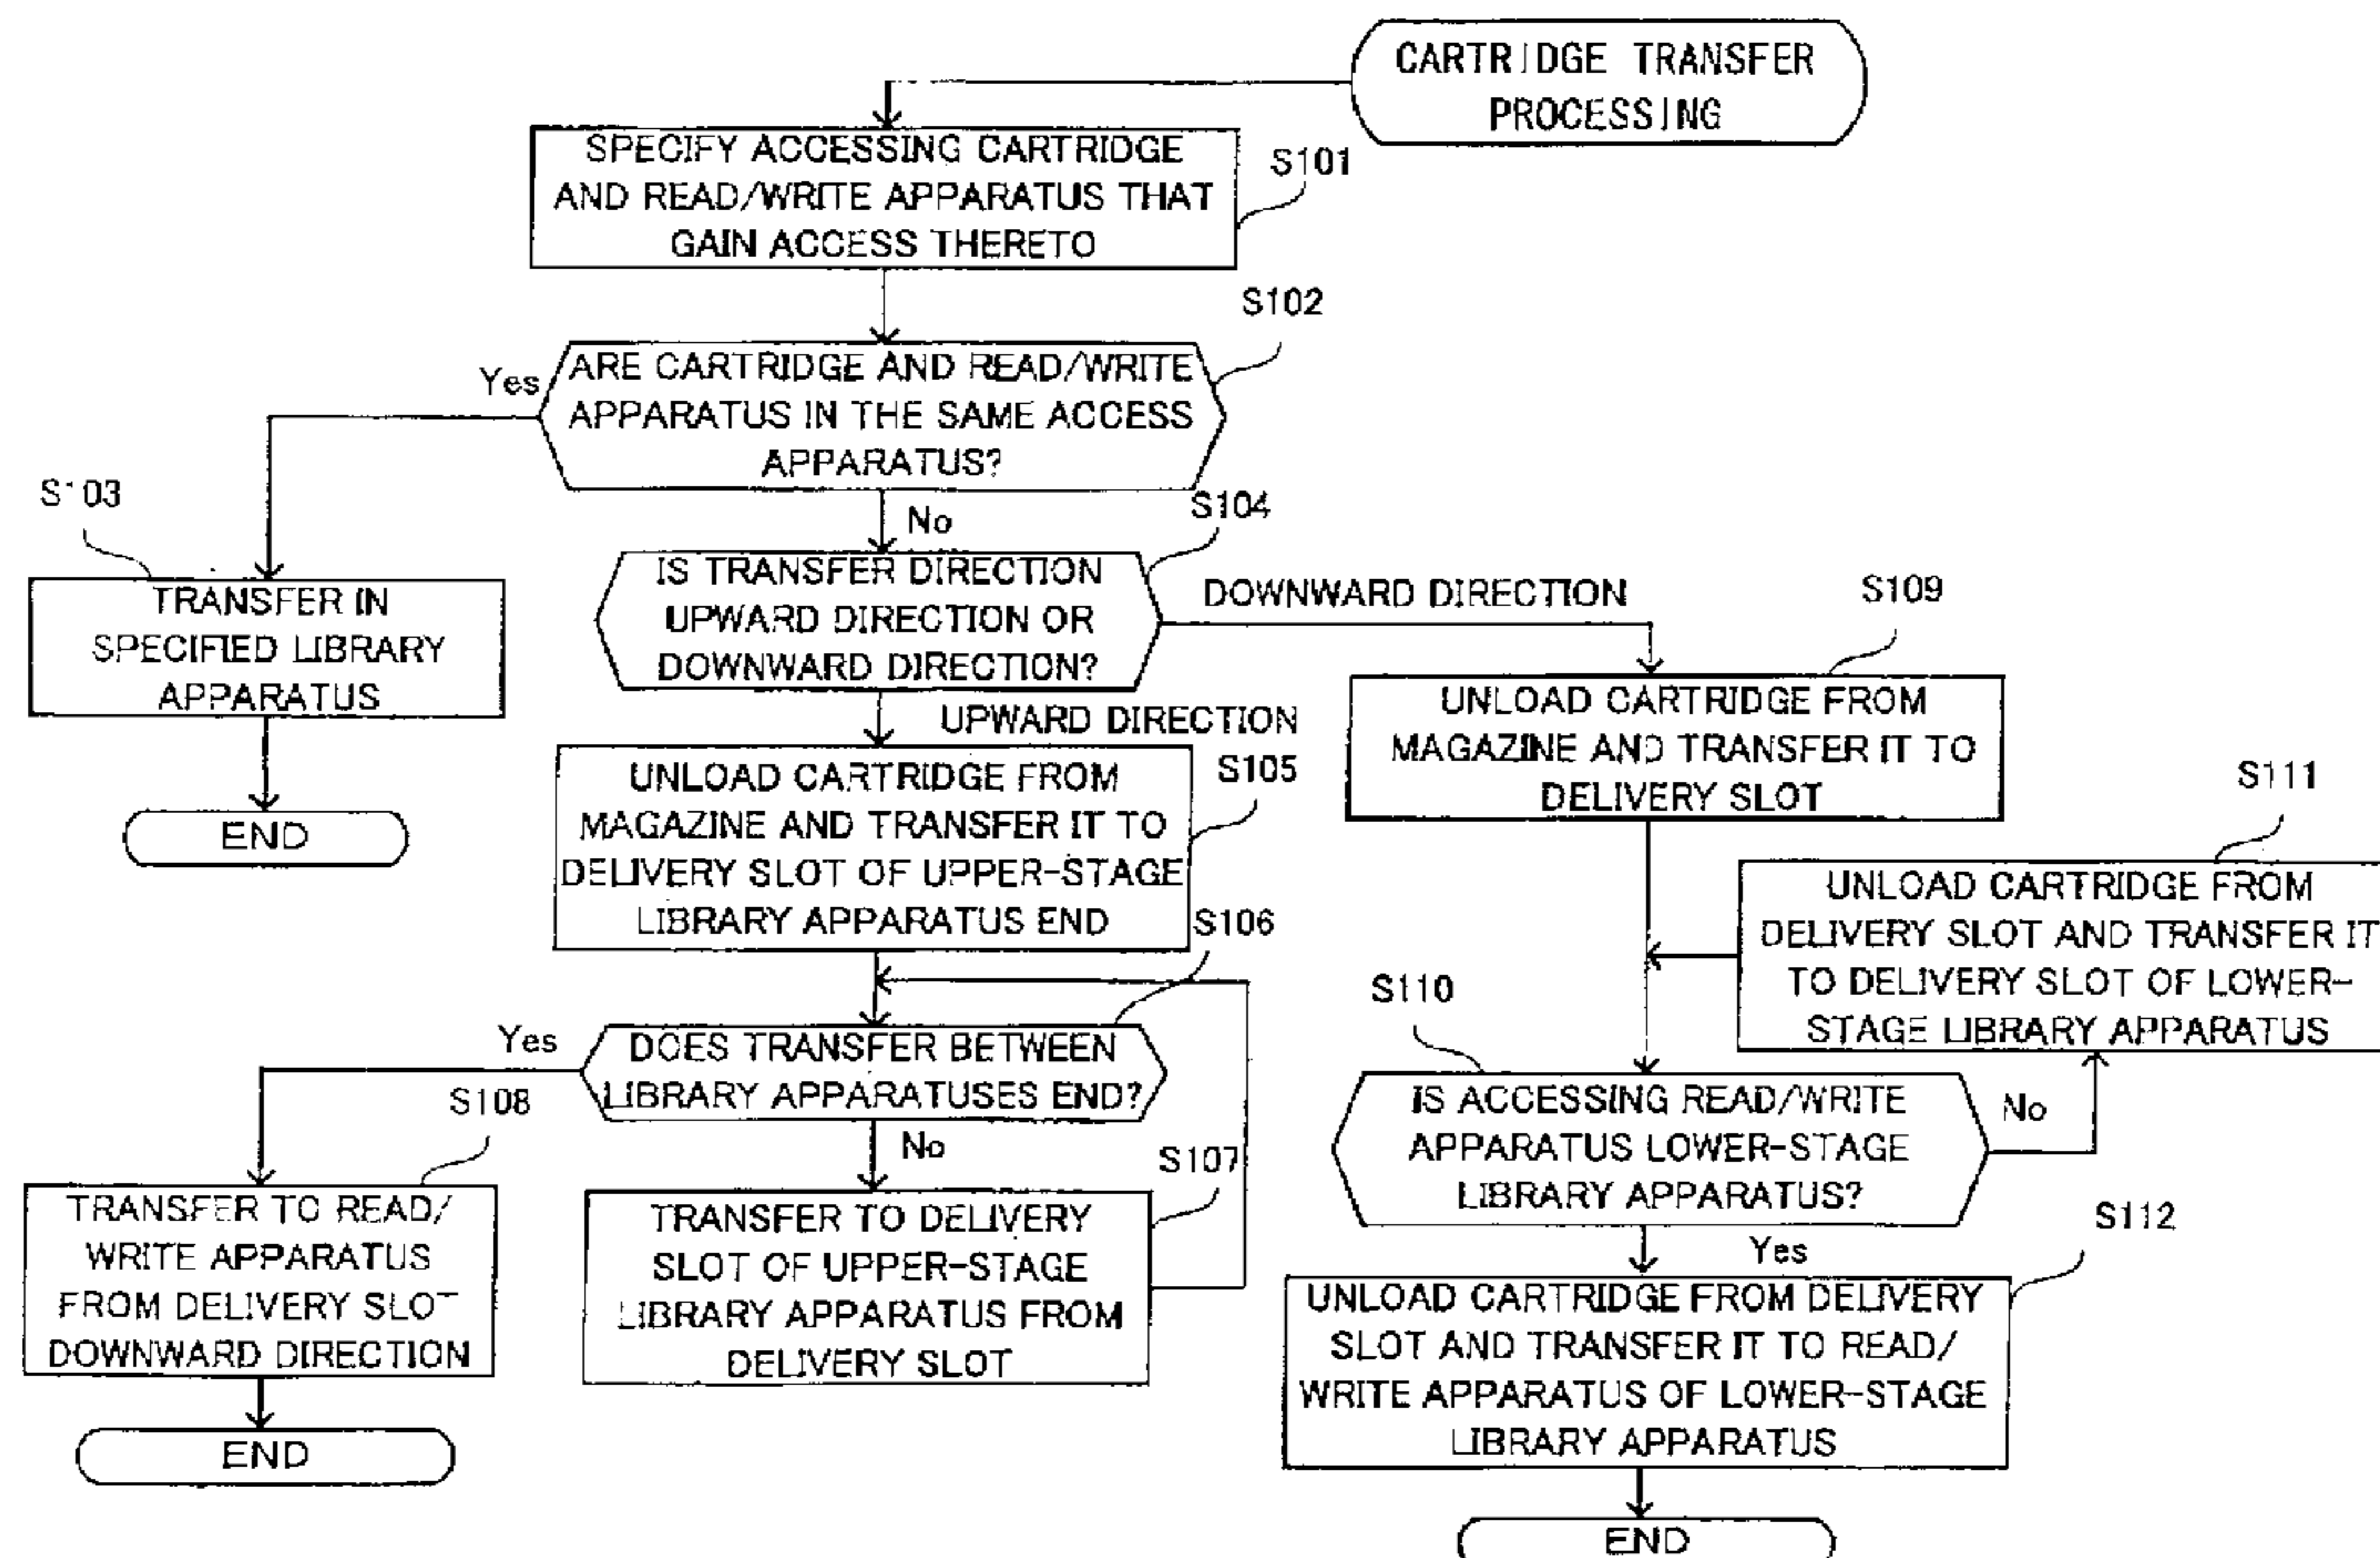 CARTRIDGE TRANSFER
PROCESSING
SPECIFY ACCESSING CARTRIDGE
AND READ/WRITE APPARATUS THAT
GAIN ACCESS THERETO
S101
S102
ARE CARTRIDGE AND READ/WRITE
APPARATUS IN THE SAME ACCESS
APPARATUS?
Yes
No
S103
TRANSFER IN
SPECIFIED LIBRARY
APPARATUS
END
S104
IS TRANSFER DIRECTION
UPWARD DIRECTION OR
DOWNWARD DIRECTION?
DOWNWARD DIRECTION
UPWARD DIRECTION
S105
UNLOAD CARTRIDGE FROM
MAGAZINE AND TRANSFER IT TO
DELIVERY SLOT OF UPPER-STAGE
LIBRARY APPARATUS END
S106
DOES TRANSFER BETWEEN
LIBRARY APPARATUSES END?
Yes
No
S107
TRANSFER TO DELIVERY
SLOT OF UPPER-STAGE
LIBRARY APPARATUS FROM
DELIVERY SLOT
S108
TRANSFER TO READ/
WRITE APPARATUS
FROM DELIVERY SLOT
DOWNWARD DIRECTION
END
S109
UNLOAD CARTRIDGE FROM
MAGAZINE AND TRANSFER IT TO
DELIVERY SLOT
S111
UNLOAD CARTRIDGE FROM
DELIVERY SLOT AND TRANSFER IT
TO DELIVERY SLOT OF LOWER-
STAGE LIBRARY APPARATUS
S110
IS ACCESSING READ/WRITE
APPARATUS LOWER-STAGE
LIBRARY APPARATUS?
No
Yes
S112
UNLOAD CARTRIDGE FROM DELIVERY
SLOT AND TRANSFER IT TO READ/
WRITE APPARATUS OF LOWER-STAGE
LIBRARY APPARATUS
END